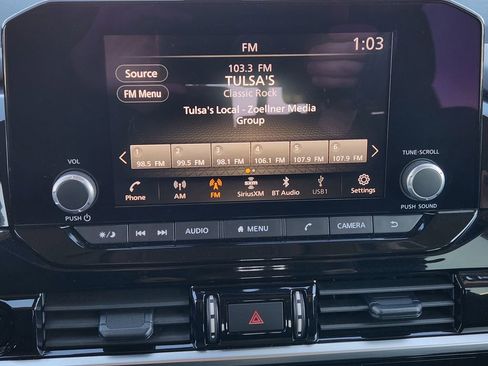 FM
1:03
Source
FM Menu
103.3 FM
TULSA'S
Classic Rock
Tulsa's Local - Zoellner Media
Group
1 2 3 4 5 6
98.5 FM 99.5 FM 98.1 FM 106.1 FM 107.9 FM 107.9 FM
Phone AM FM SiriusXM BT Audio USB1 Settings
VOL
PUSH
TUNE•SCROLL
PUSH SOUND
AUDIO MENU CAMERA